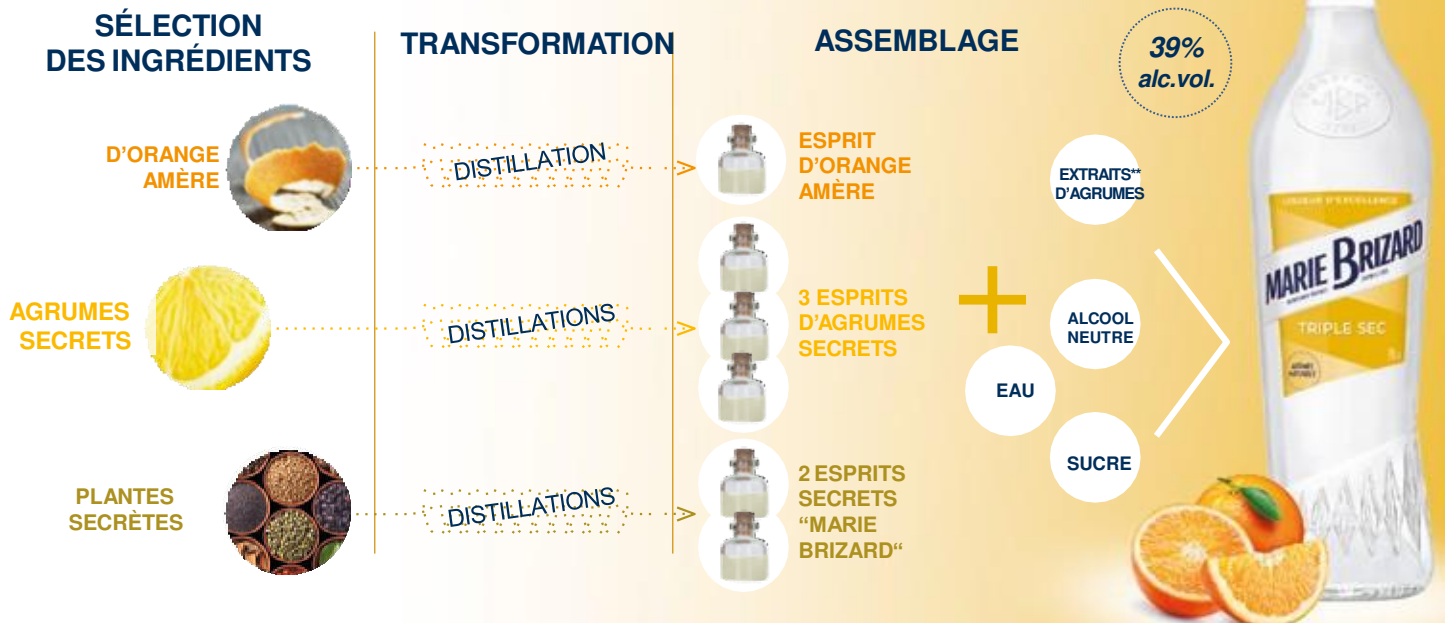 SÉLECTION
DES INGRÉDIENTS
TRANSFORMATION
ASSEMBLAGE
39%
alc.vol.
D'ORANGE
AMÈRE
DISTILLATION
ESPRIT
D'ORANGE
AMÈRE
AGRUMES
SECRETS
DISTILLATIONS
3 ESPRITS
D'AGRUMES
SECRETS
PLANTES
SECRÈTES
DISTILLATIONS
2 ESPRITS
SECRETS
“MARIE
BRIZARD“
EXTRAITS**
D'AGRUMES
ALCOOL
NEUTRE
EAU
SUCRE
LIQUEUR D'EXCELLENCE
MARIE BRIZARD
TRIPLE SEC